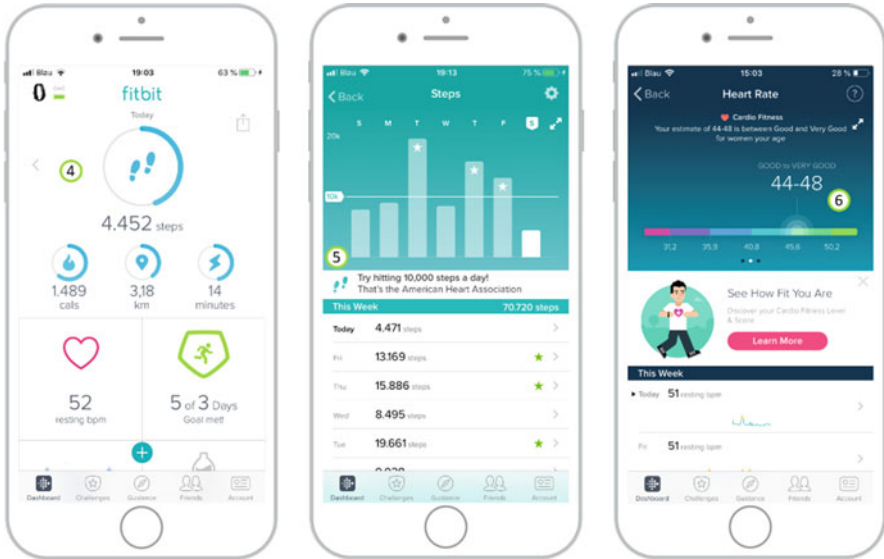 Blau 19:03 63 %
fitbit
Today
4
4.452 steps
1.489 3,18 14
cals km minutes
52 5 of 3 Days
resting bpm Goal met!
Dashboard Challenges Guidance Friends Account
Blau 19:13 75 %
Back Steps
S M T W T F S
20k
10k
5
Try hitting 10,000 steps a day!
That's the American Heart Association
This Week 70.720 steps
Today 4.471 steps
Fri 13.169 steps
Thu 15.886 steps
Wed 8.495 steps
Tue 19.661 steps
Dashboard Challenges Guidance Friends Account
Blau 15:03 28 %
Back Heart Rate ?
Cardio Fitness
Your estimate of 44-48 is between Good and Very Good
for women your age
GOOD to VERY GOOD
44-48
6
31,2 35,9 40,8 45,6 50,2
See How Fit You Are
Discover your Cardio Fitness Level
& Score
Learn More
This Week
Today 51 resting bpm
Fri 51 resting bpm
Dashboard Challenges Guidance Friends Account